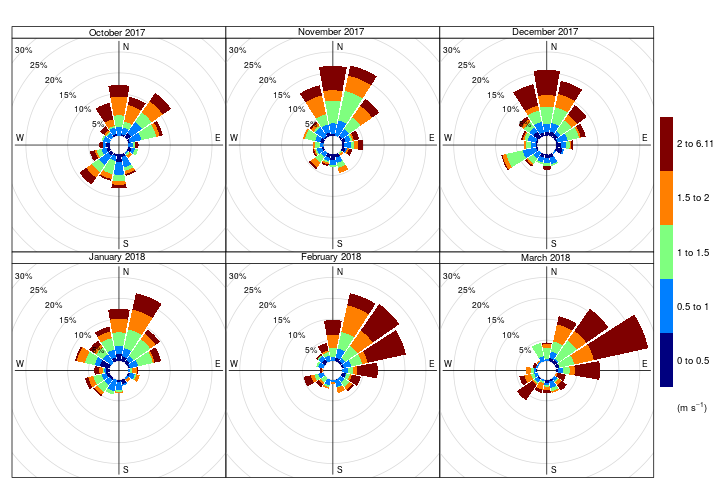 October 2017
November 2017
December 2017
30%
25%
20%
15%
10%
5%
N
W
E
S
30%
25%
20%
15%
10%
5%
N
W
E
S
30%
25%
20%
15%
10%
5%
N
W
E
S
January 2018
February 2018
March 2018
30%
25%
20%
15%
10%
5%
N
W
E
S
30%
25%
20%
15%
10%
5%
N
W
E
S
30%
25%
20%
15%
10%
5%
N
W
E
S
2 to 6.11
1.5 to 2
1 to 1.5
0.5 to 1
0 to 0.5
(m s⁻¹)